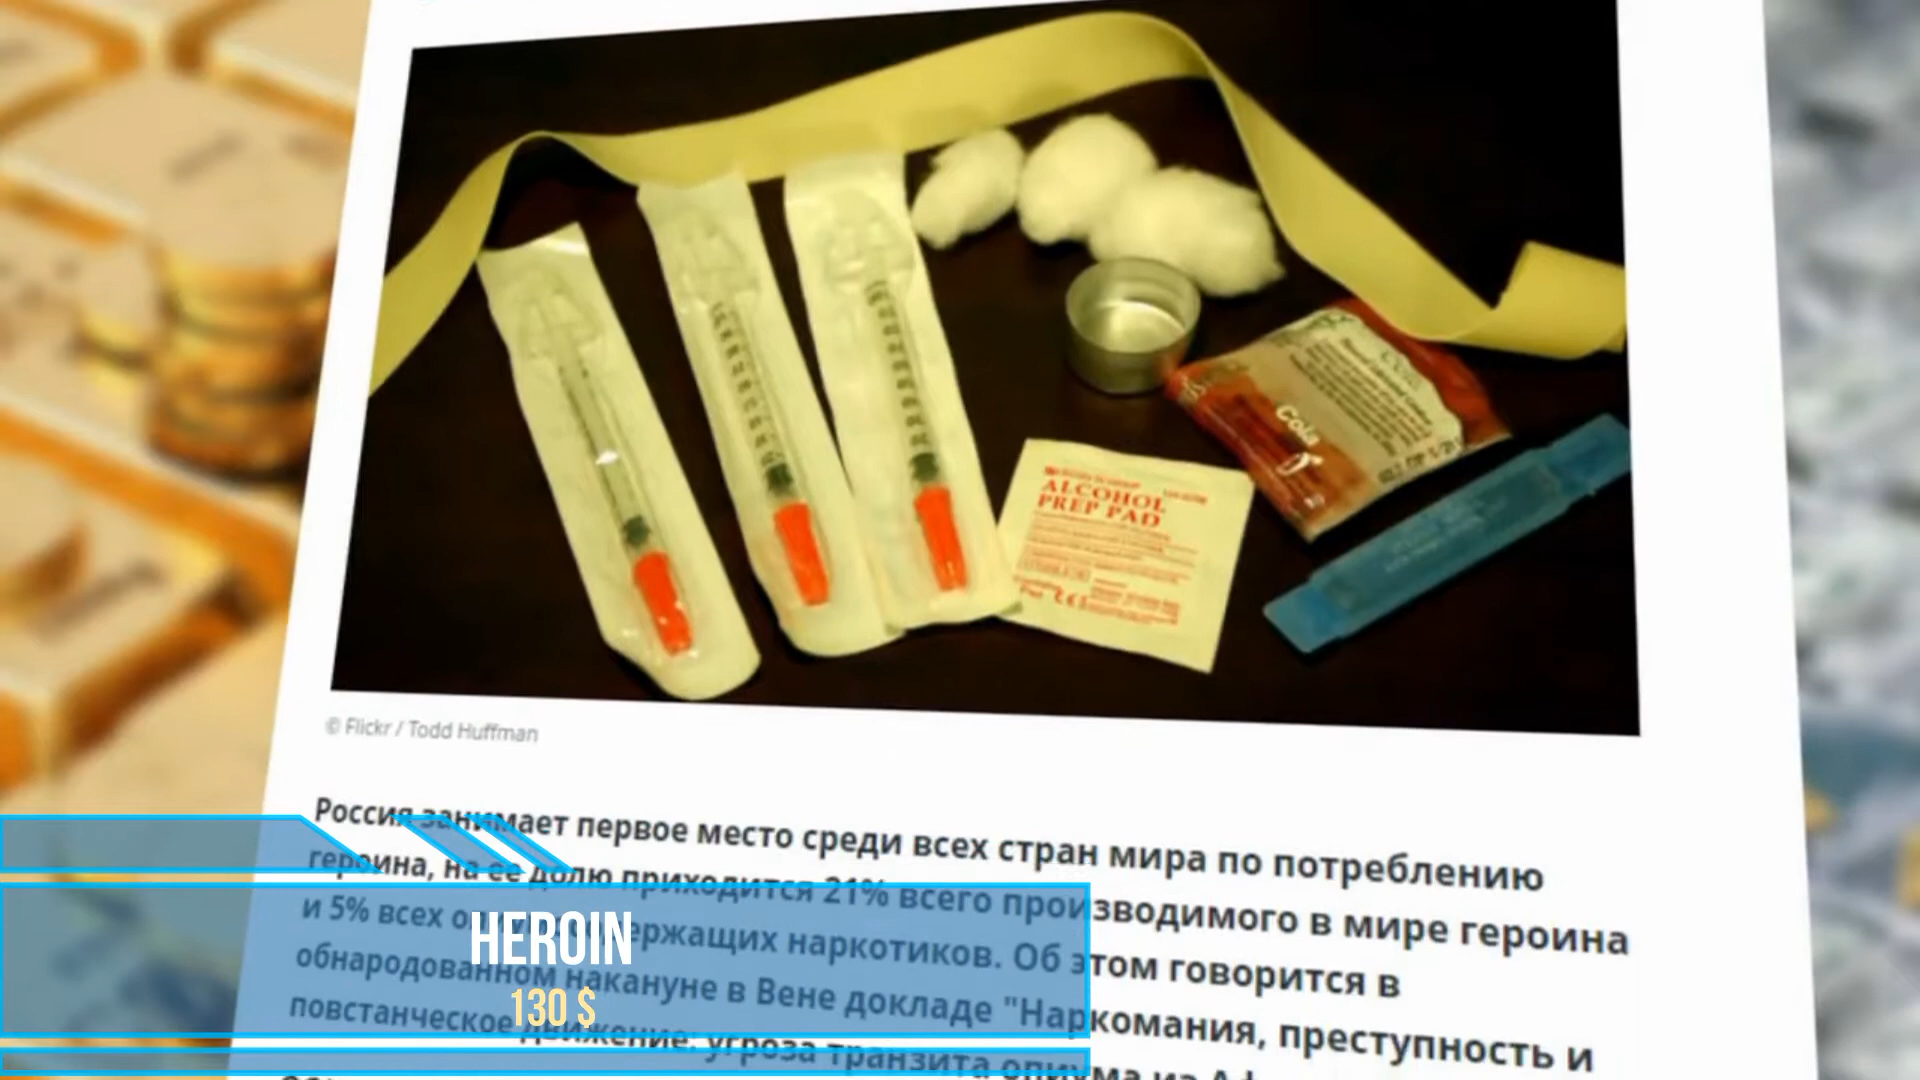 ALCOHOL
PREP PAD
Cola
© Flickr / Todd Huffman
Россия занимает первое место среди всех стран мира по потреблению
героина, на ее долю приходится 21% всего производимого в мире героина
и 5% всех опиумсодержащих наркотиков. Об этом говорится в
обнародованном накануне в Вене докладе "Наркомания, преступность и
повстанческое движение: угроза транзита опиума из
HEROIN
130 $